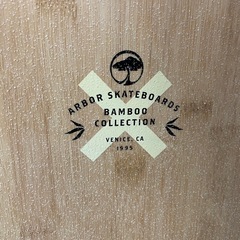 ARBOR SKATEBOARDS
BAMBOO
COLLECTION
VENICE, CA
1995